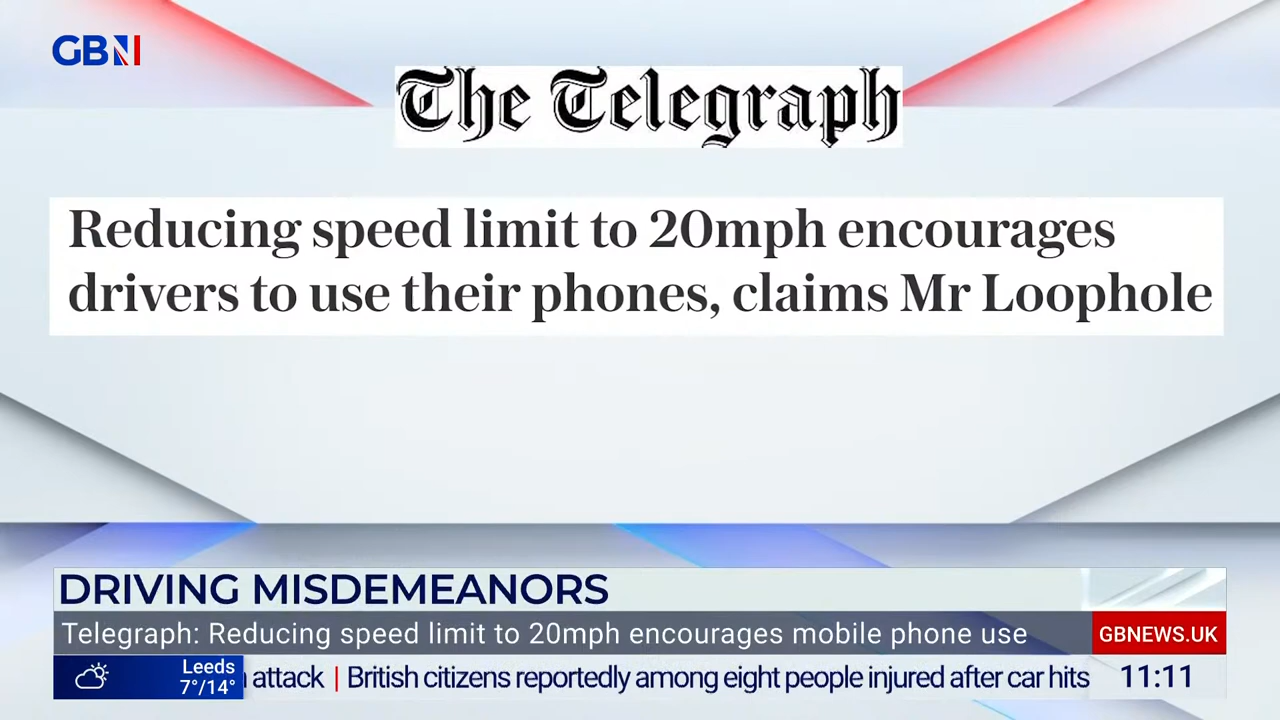 GBN
The Telegraph
Reducing speed limit to 20mph encourages
drivers to use their phones, claims Mr Loophole
DRIVING MISDEMEANORS
Telegraph: Reducing speed limit to 20mph encourages mobile phone use
GBNEWS.UK
Leeds
7°/14°
attack | British citizens reportedly among eight people injured after car hits
11:11